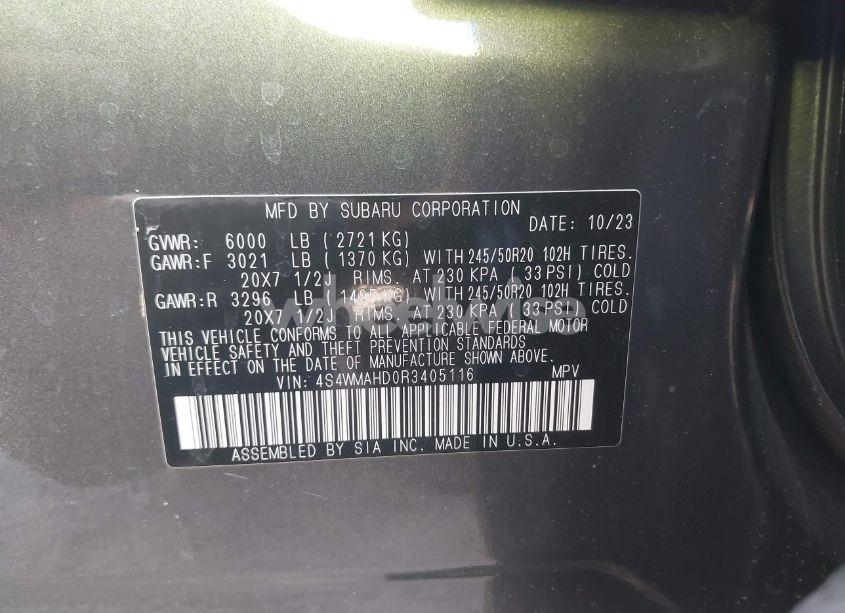 MFD BY SUBARU CORPORATION
DATE: 10/23
GVWR: 6000 LB (2721 KG)
GAWR:F 3021 LB (1370 KG) WITH 245/50R20 102H TIRES.
20X7 1/2J RIMS. AT 230 KPA (33 PSI) COLD
GAWR:R 3296 LB (1495 KG) WITH 245/50R20 102H TIRES.
20X7 1/2J RIMS. AT 230 KPA (33 PSI) COLD
THIS VEHICLE CONFORMS TO ALL APPLICABLE FEDERAL MOTOR
VEHICLE SAFETY AND THEFT PREVENTION STANDARDS
IN EFFECT ON THE DATE OF MANUFACTURE SHOWN ABOVE.
VIN: 4S4WMAHD0R3405116 MPV
ASSEMBLED BY SIA INC. MADE IN U.S.A.
wheelwise